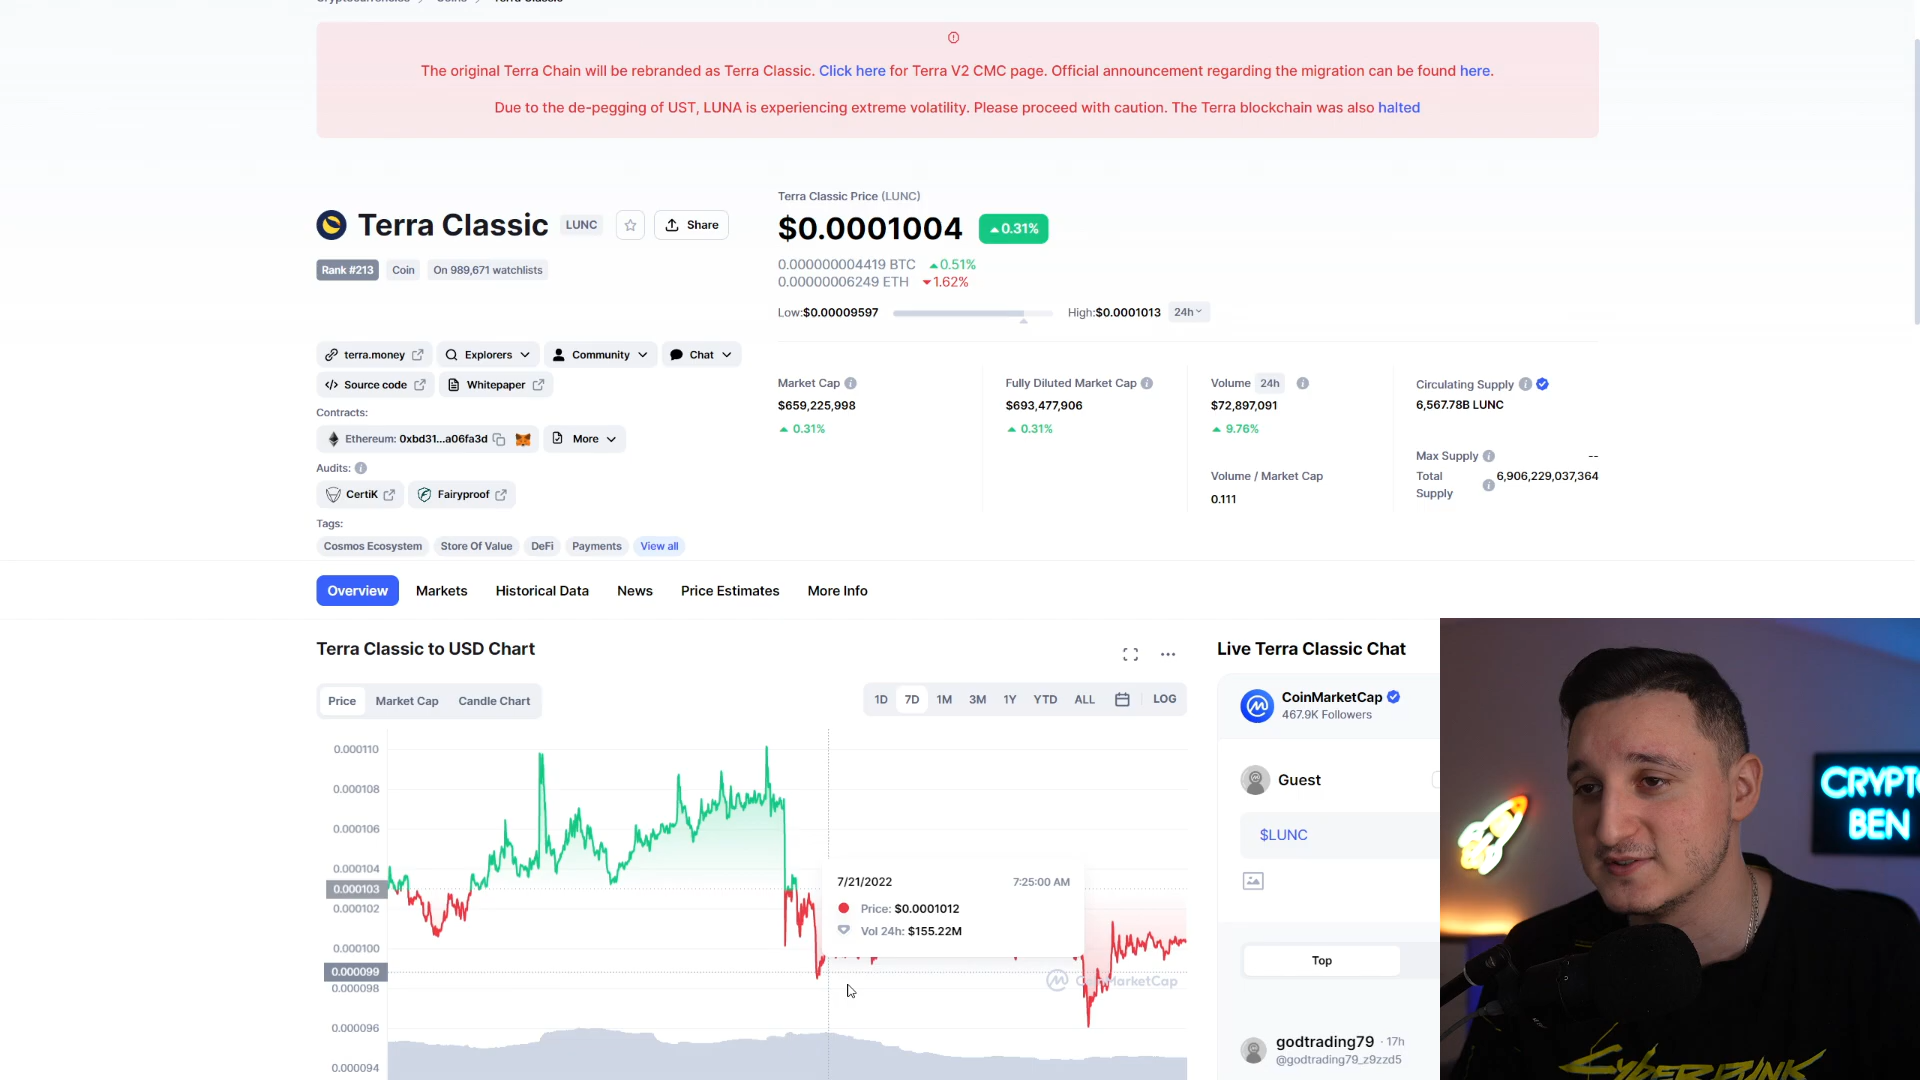 Cryptocurrencies > Coins > Terra Classic
The original Terra Chain will be rebranded as Terra Classic. Click here for Terra V2 CMC page. Official announcement regarding the migration can be found here.
Due to the de-pegging of UST, LUNA is experiencing extreme volatility. Please proceed with caution. The Terra blockchain was also halted
Terra Classic LUNC Share
Rank #213 Coin On 989,671 watchlists
terra.money Explorers Community Chat
Source code Whitepaper
Contracts:
Ethereum: 0xbd31...a06fa3d More
Audits:
CertiK Fairyproof
Tags:
Cosmos Ecosystem Store Of Value DeFi Payments View all
Terra Classic Price (LUNC)
$0.0001004 0.31%
0.000000004419 BTC 0.51%
0.00000006249 ETH 1.62%
Low:$0.00009597 High:$0.0001013 24h
Market Cap
$659,225,998
0.31%
Fully Diluted Market Cap
$693,477,906
0.31%
Volume 24h
$72,897,091
9.76%
Volume / Market Cap
0.111
Circulating Supply
6,567.78B LUNC
Max Supply --
Total Supply 6,906,229,037,364
Overview Markets Historical Data News Price Estimates More Info
Terra Classic to USD Chart
Price Market Cap Candle Chart
1D 7D 1M 3M 1Y YTD ALL LOG
0.000110
0.000108
0.000106
0.000104
0.000103
0.000102
0.000100
0.000099
0.000098
0.000096
0.000094
7/21/2022 7:25:00 AM
Price: $0.0001012
Vol 24h: $155.22M
CoinMarketCap
Live Terra Classic Chat
CoinMarketCap
467.9K Followers
Guest
$LUNC
Top
godtrading79 · 17h
@godtrading79_z9zzd5
CRYPTO
BEN
CYBERPUNK